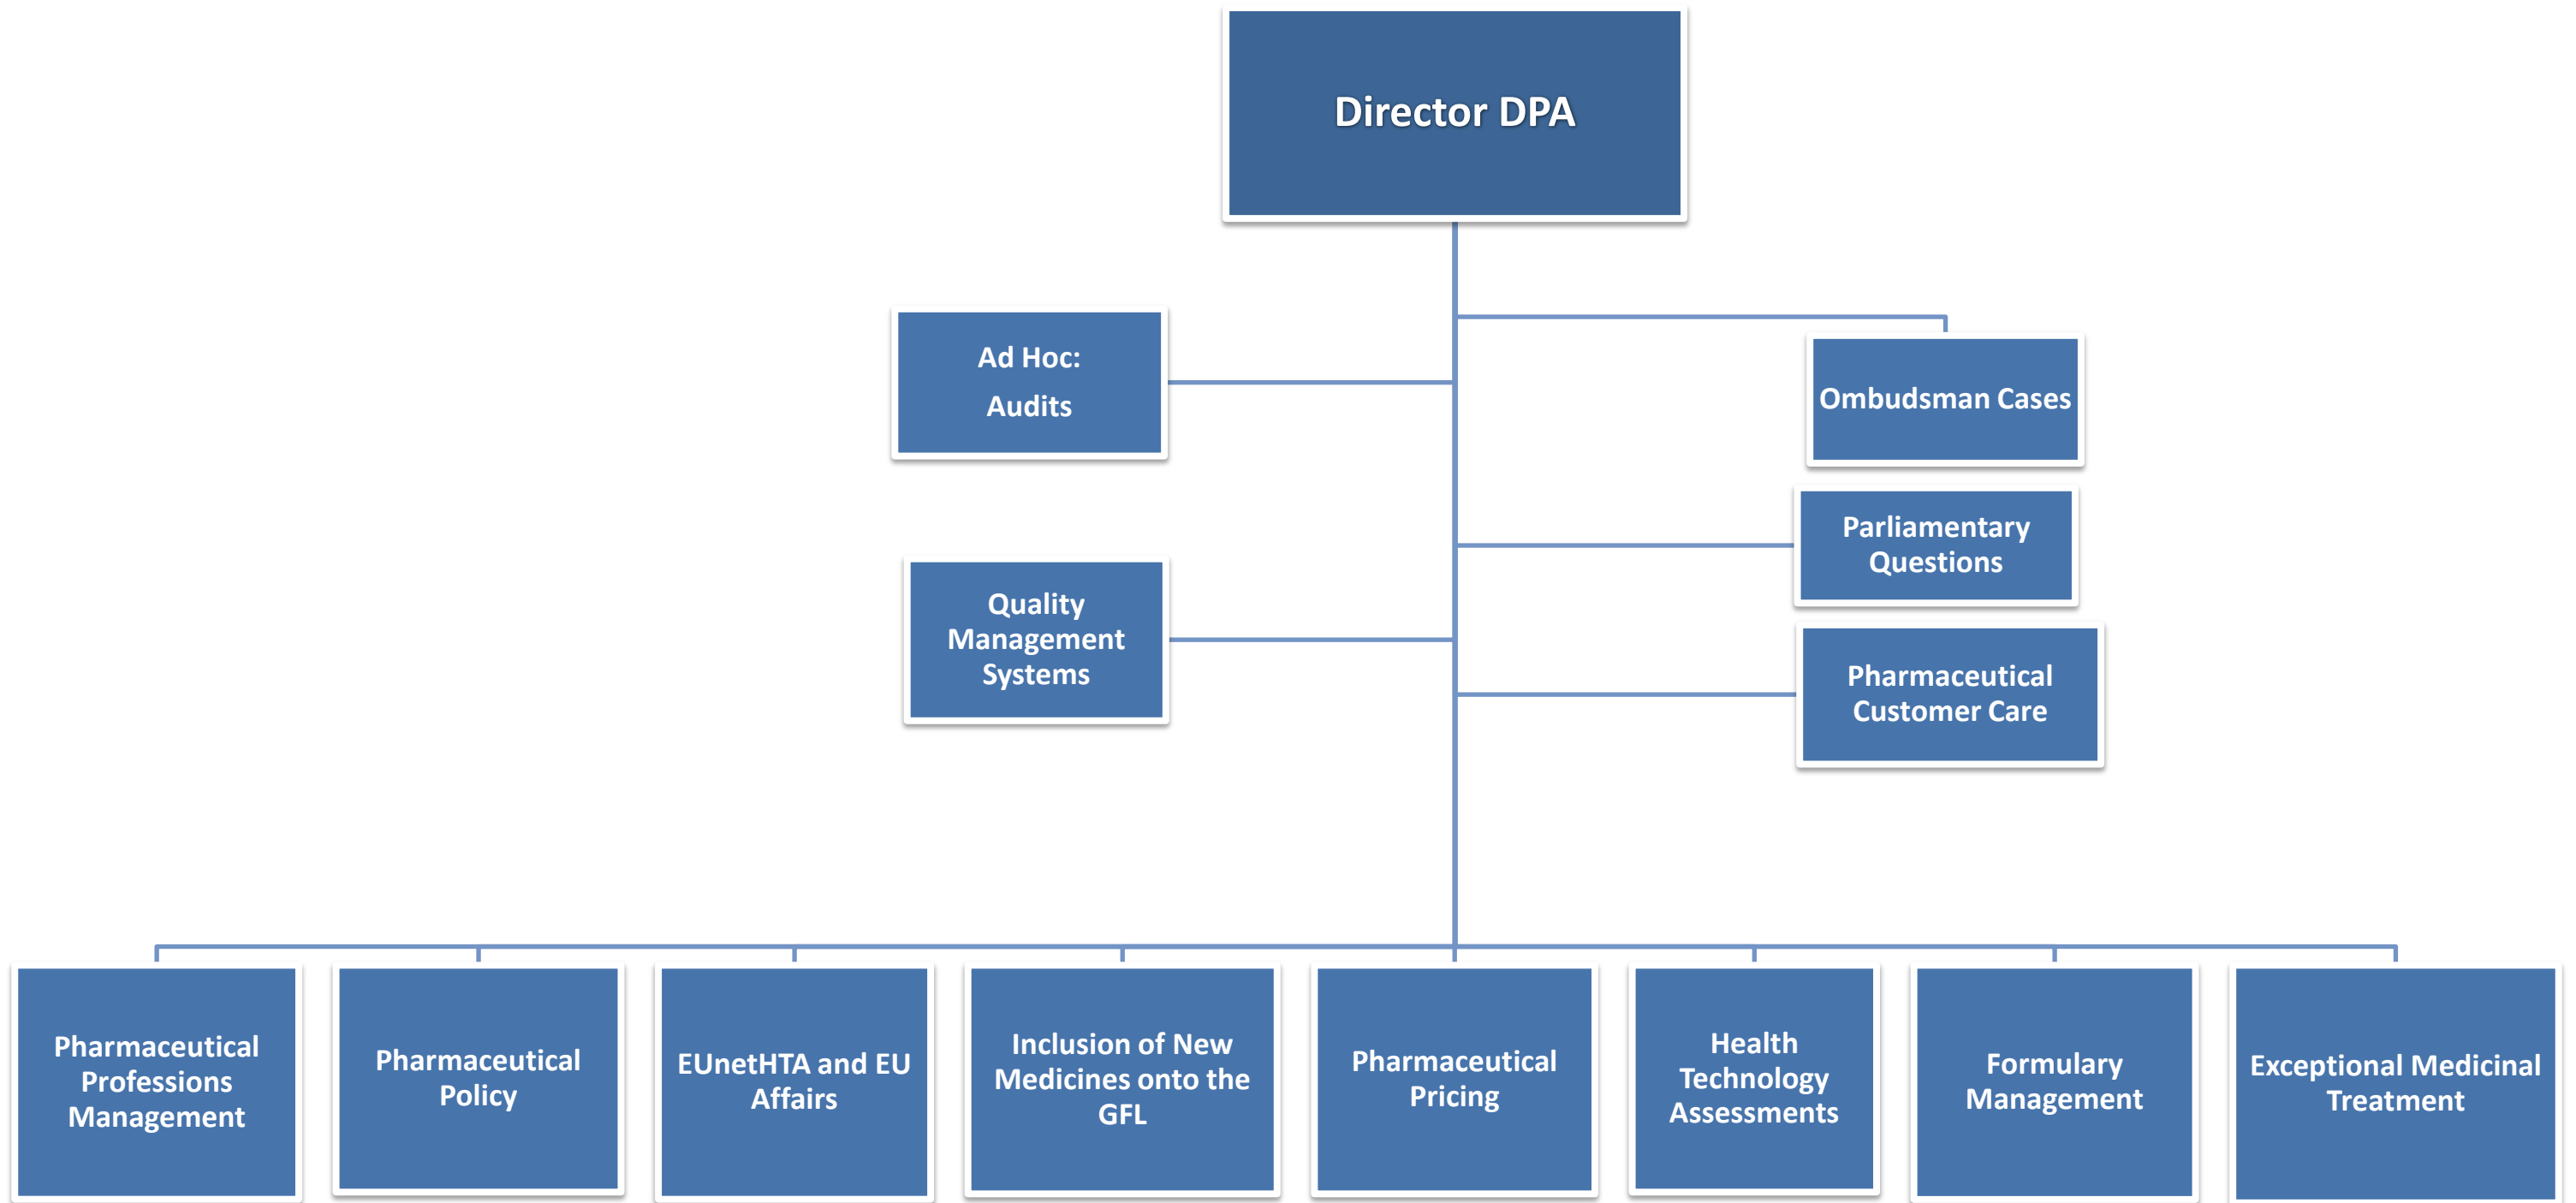 Director DPA
Ad Hoc:
Audits
Ombudsman Cases
Parliamentary
Questions
Quality
Management
Systems
Pharmaceutical
Customer Care
Pharmaceutical
Professions
Management
Pharmaceutical
Policy
EUnetHTA and EU
Affairs
Inclusion of New
Medicines onto the
GFL
Pharmaceutical
Pricing
Health
Technology
Assessments
Formulary
Management
Exceptional Medicinal
Treatment